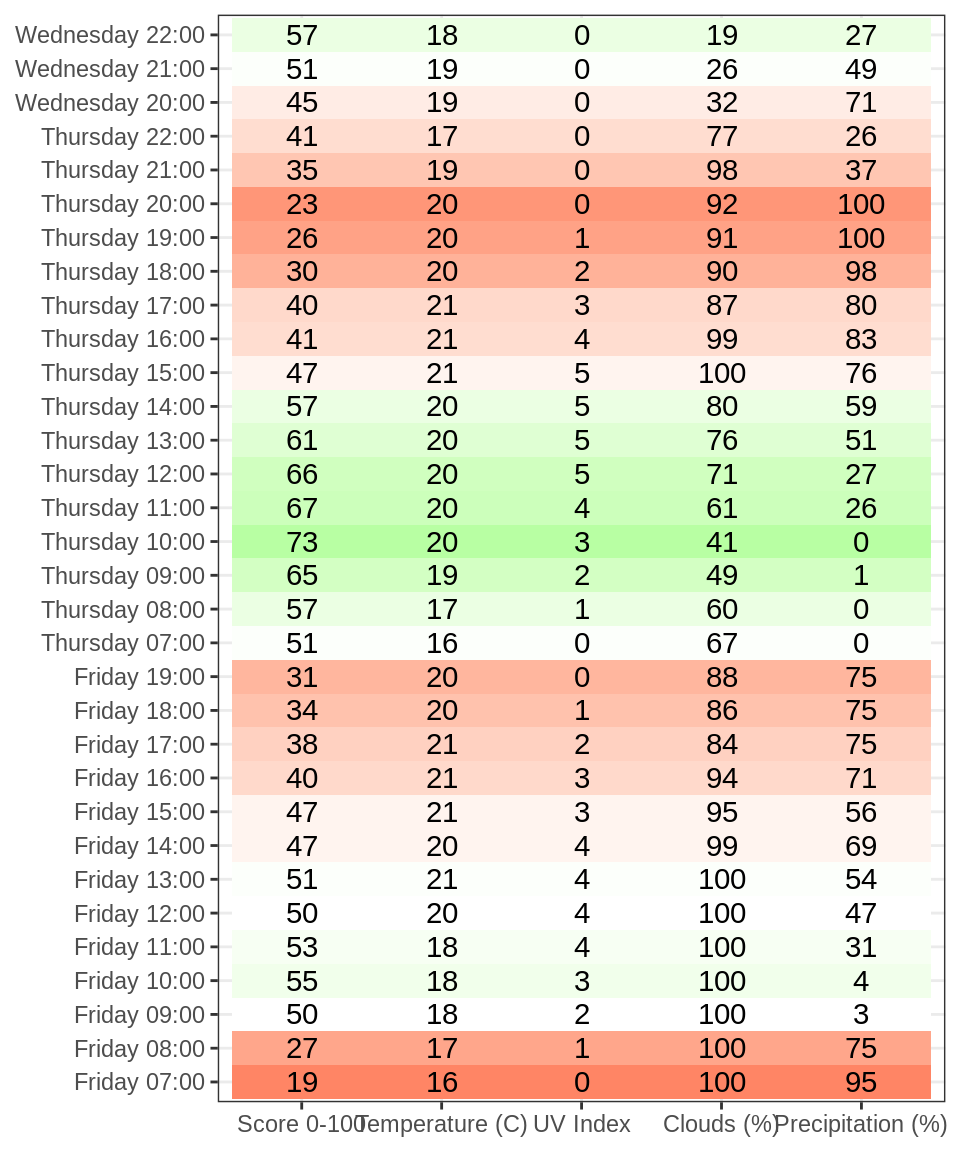 Wednesday 22:00 57 18 0 19 27
Wednesday 21:00 51 19 0 26 49
Wednesday 20:00 45 19 0 32 71
Thursday 22:00 41 17 0 77 26
Thursday 21:00 35 19 0 98 37
Thursday 20:00 23 20 0 92 100
Thursday 19:00 26 20 1 91 100
Thursday 18:00 30 20 2 90 98
Thursday 17:00 40 21 3 87 80
Thursday 16:00 41 21 4 99 83
Thursday 15:00 47 21 5 100 76
Thursday 14:00 57 20 5 80 59
Thursday 13:00 61 20 5 76 51
Thursday 12:00 66 20 5 71 27
Thursday 11:00 67 20 4 61 26
Thursday 10:00 73 20 3 41 0
Thursday 09:00 65 19 2 49 1
Thursday 08:00 57 17 1 60 0
Thursday 07:00 51 16 0 67 0
Friday 19:00 31 20 0 88 75
Friday 18:00 34 20 1 86 75
Friday 17:00 38 21 2 84 75
Friday 16:00 40 21 3 94 71
Friday 15:00 47 21 3 95 56
Friday 14:00 47 20 4 99 69
Friday 13:00 51 21 4 100 54
Friday 12:00 50 20 4 100 47
Friday 11:00 53 18 4 100 31
Friday 10:00 55 18 3 100 4
Friday 09:00 50 18 2 100 3
Friday 08:00 27 17 1 100 75
Friday 07:00 19 16 0 100 95
Score 0-100 Temperature (C) UV Index Clouds (%) Precipitation (%)